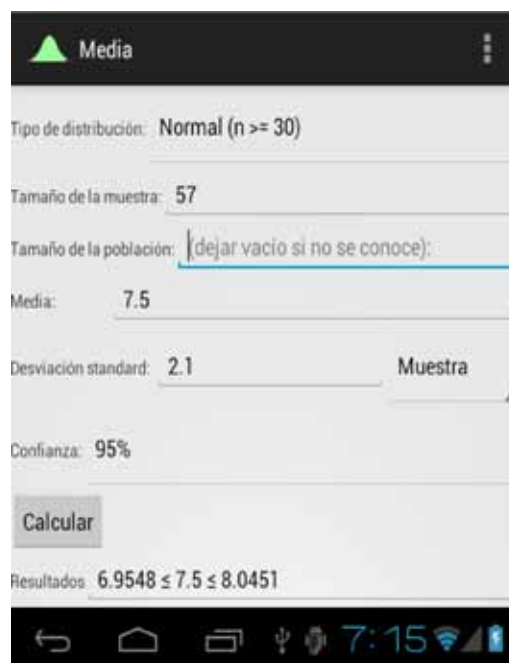 Media
Tipo de distribución: Normal (n >= 30)
Tamaño de la muestra: 57
Tamaño de la población: (dejar vacio si no se conoce):
Media: 7.5
Desviación standard: 2.1 Muestra
Confianza: 95%
Calcular
Resultados 6.9548 ≤ 7.5 ≤ 8.0451
7:15